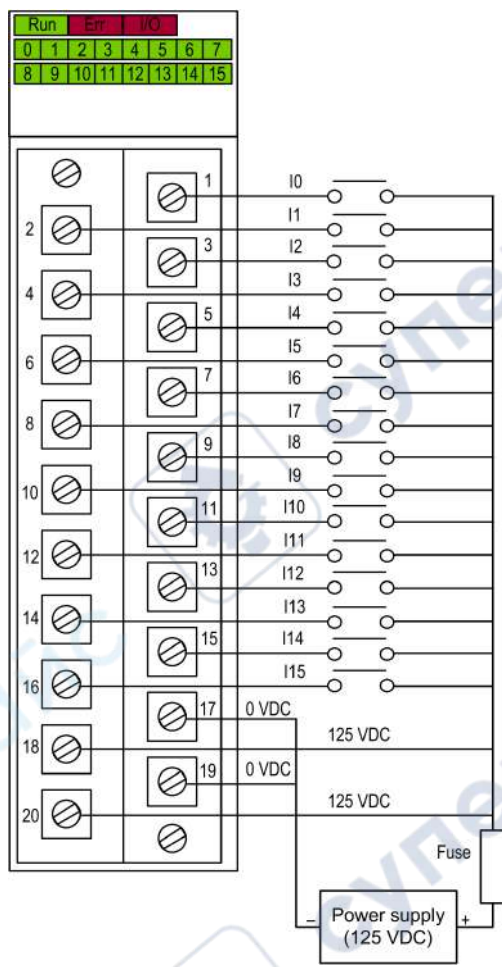 Run Err I/O
0 1 2 3 4 5 6 7
8 9 10 11 12 13 14 15
1 I0
2 I1
3 I2
4 I3
5 I4
6 I5
7 I6
8 I7
9 I8
10 I9
11 I10
12 I11
13 I12
14 I13
15 I14
16 I15
17 0 VDC
18 125 VDC
19 0 VDC
20 125 VDC
Fuse
– Power supply +
(125 VDC)